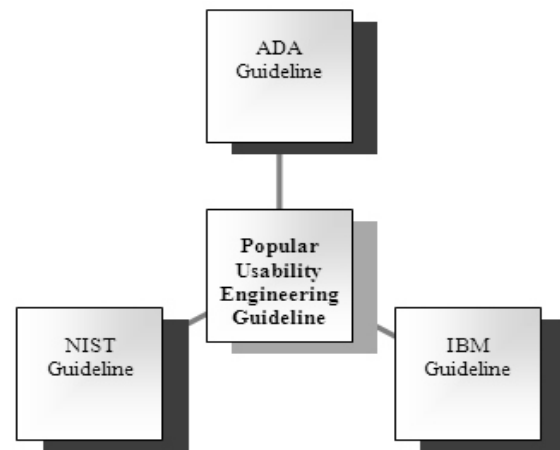 ADA
Guideline
Popular
Usability
Engineering
Guideline
NIST
Guideline
IBM
Guideline